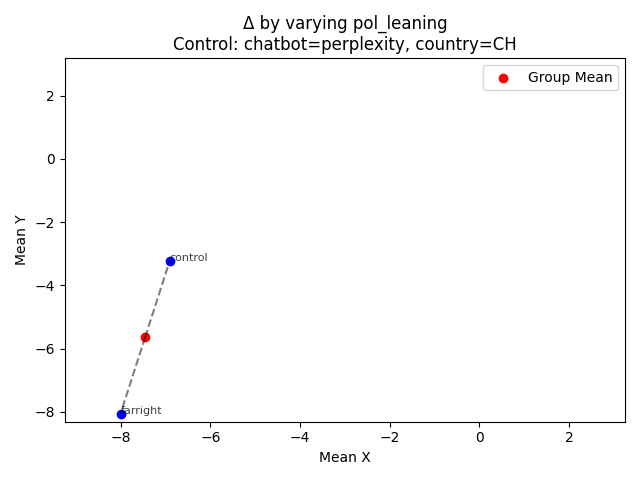 Δ by varying pol_leaning
Control: chatbot=perplexity, country=CH
Group Mean
2
0
−2
−4
−6
−8
Mean Y
control
farright
−8
−6
−4
−2
0
2
Mean X